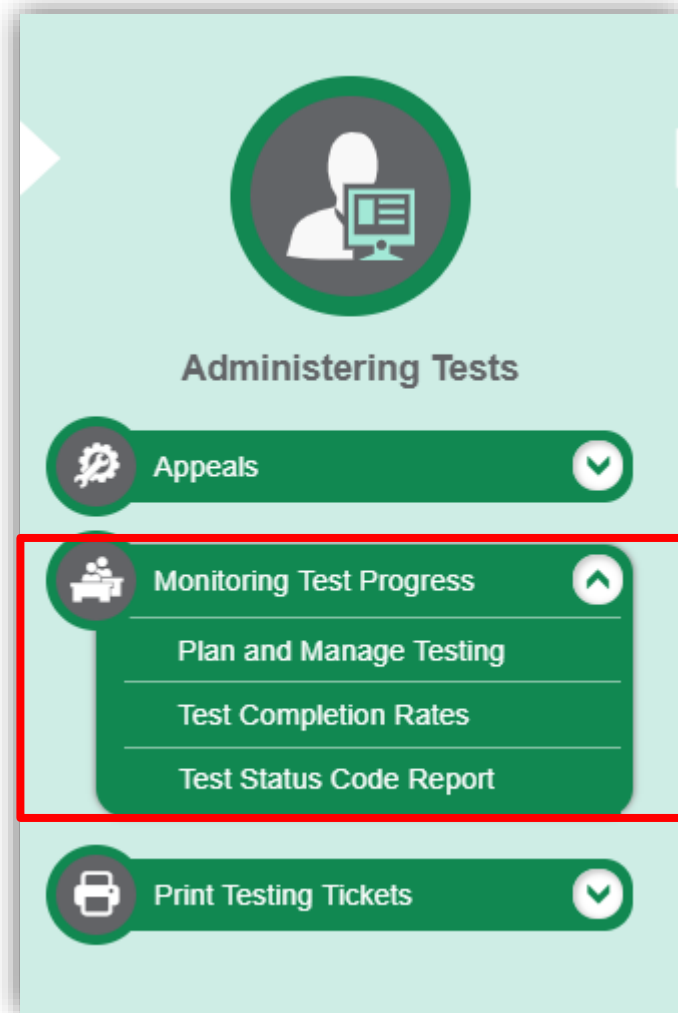 Administering Tests
Appeals
Monitoring Test Progress
Plan and Manage Testing
Test Completion Rates
Test Status Code Report
Print Testing Tickets